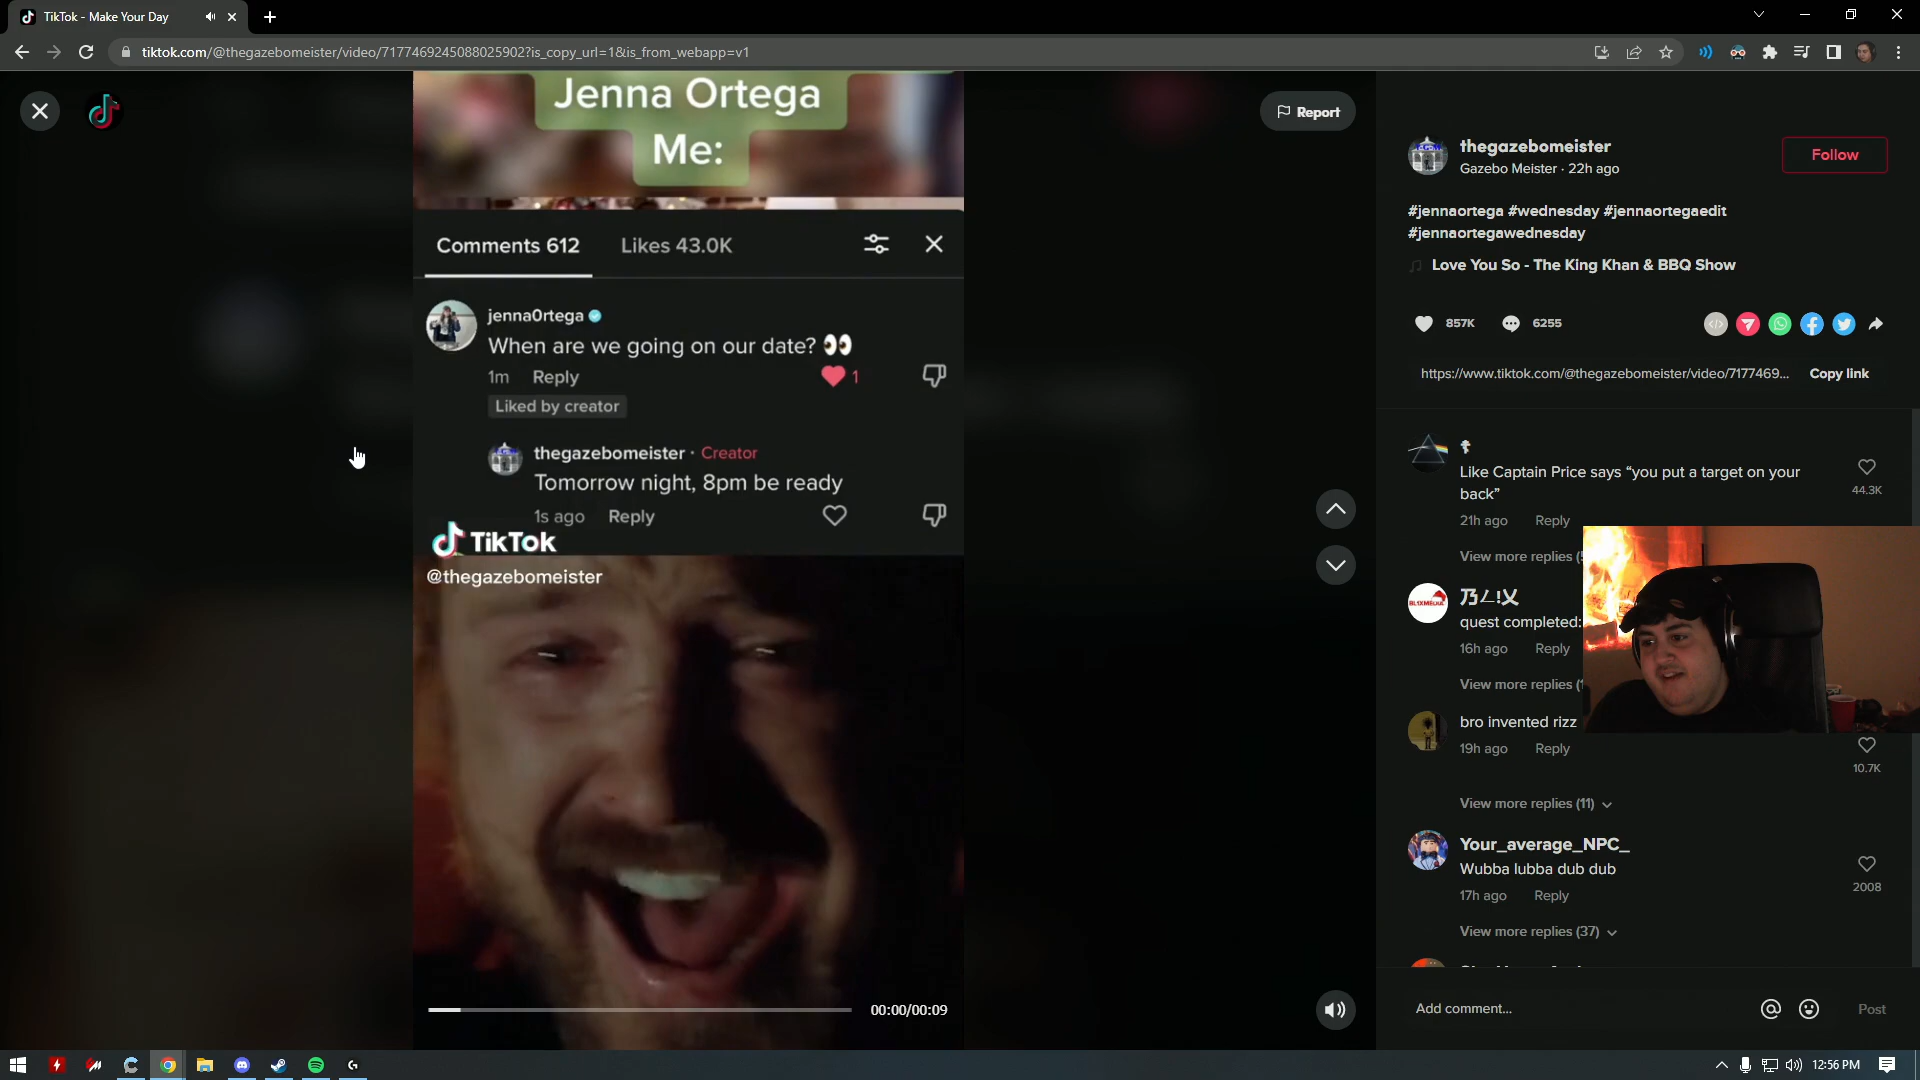 TikTok - Make Your Day
tiktok.com/@thegazebomeister/video/7177469245088025902?is_copy_url=1&is_from_webapp=v1
Jenna Ortega
Me:
Comments 612
Likes 43.0K
jenna0rtega
When are we going on our date? 👀
1m Reply
1
Liked by creator
thegazebomeister · Creator
Tomorrow night, 8pm be ready
1s ago Reply
TikTok
@thegazebomeister
00:00/00:09
Report
thegazebomeister
Gazebo Meister · 22h ago
Follow
#jennaortega #wednesday #jennaortegaedit
#jennaortegawednesday
Love You So - The King Khan & BBQ Show
857K
6255
https://www.tiktok.com/@thegazebomeister/video/7177469...
Copy link
Like Captain Price says “you put a target on your
back”
44.3K
21h ago Reply
View more replies
乃ㄥ!乂
quest completed:
16h ago Reply
View more replies
bro invented rizz
19h ago Reply
10.7K
View more replies (11)
Your_average_NPC_
Wubba lubba dub dub
2008
17h ago Reply
View more replies (37)
Add comment...
Post
12:56 PM